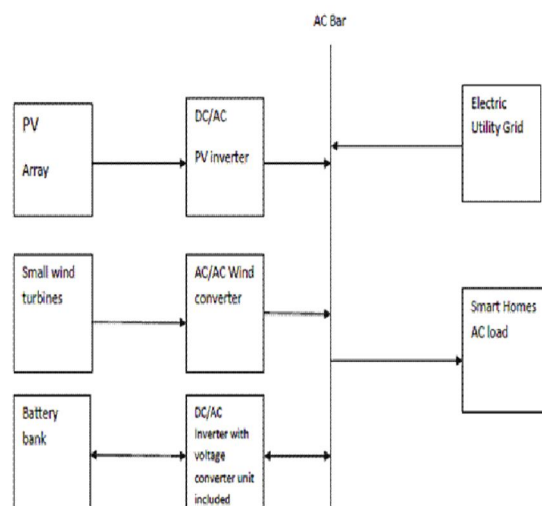 AC Bar
PV
Array
DC/AC
PV inverter
Electric
Utility Grid
Small wind
turbines
AC/AC Wind
converter
Smart Homes
AC load
Battery
bank
DC/AC
Inverter with
voltage
converter unit
included